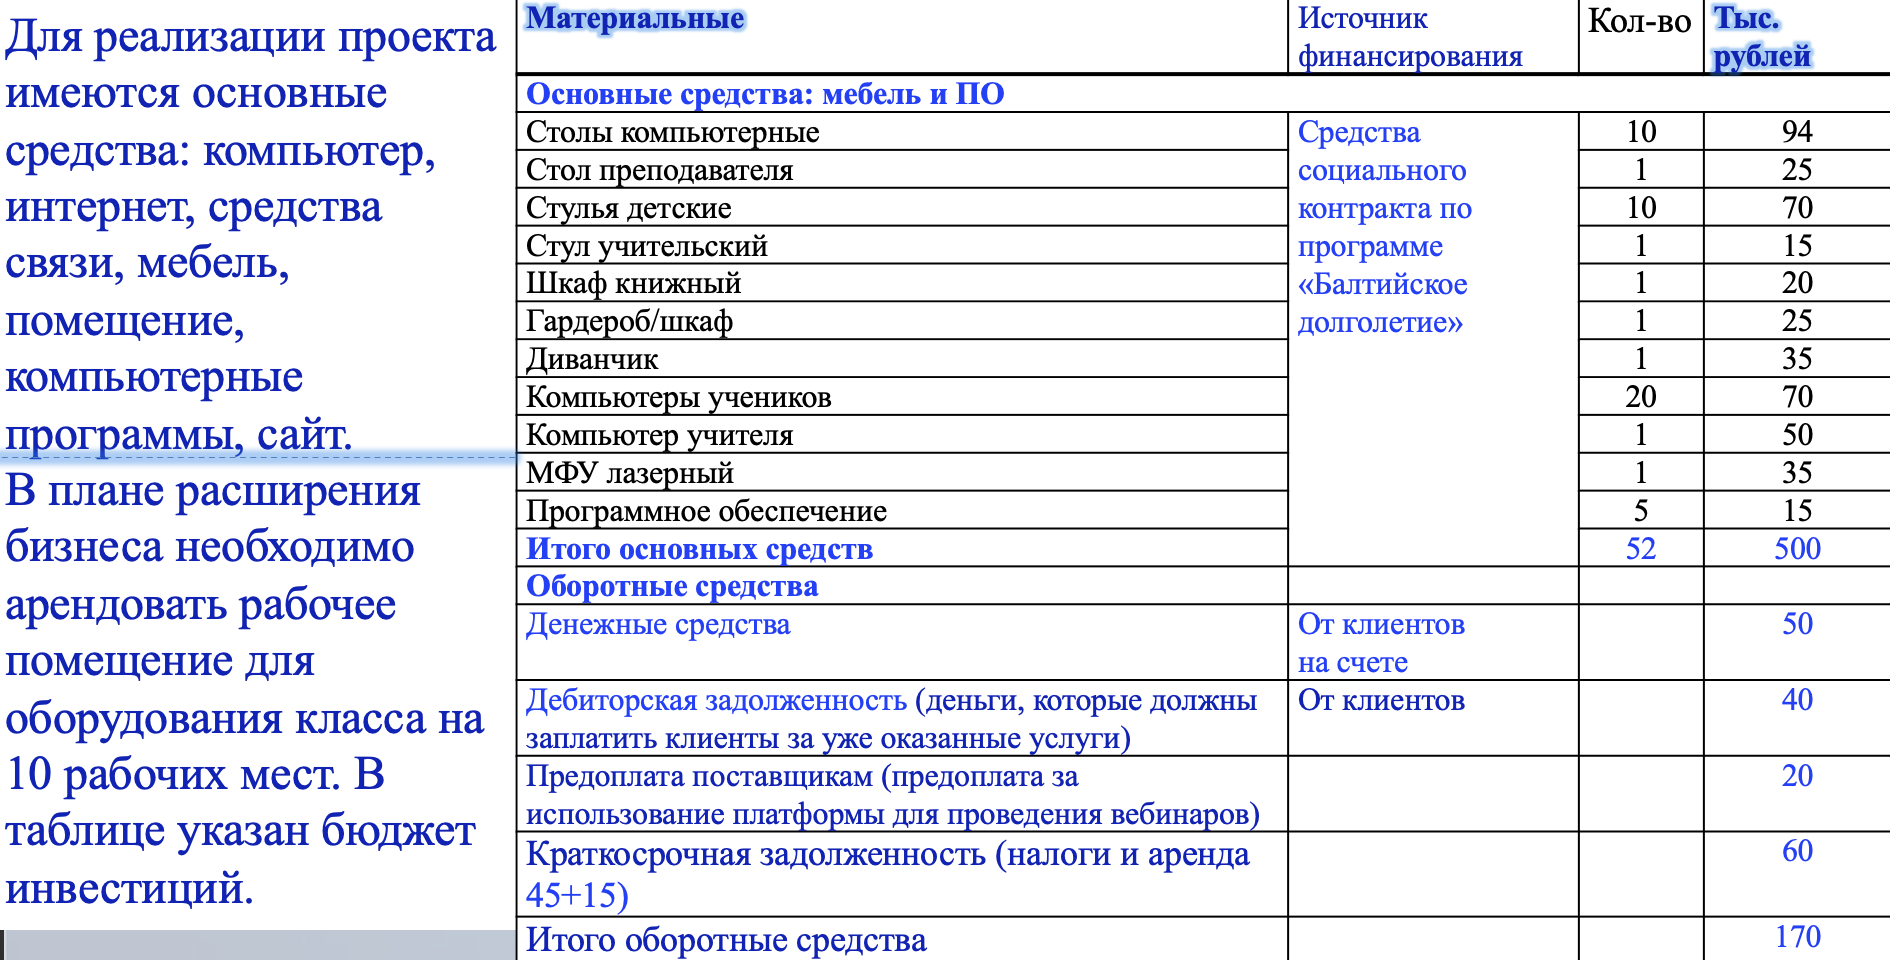 Для реализации проекта
имеются основные
средства: компьютер,
интернет, средства
связи, мебель,
помещение,
компьютерные
программы, сайт.
В плане расширения
бизнеса необходимо
арендовать рабочее
помещение для
оборудования класса на
10 рабочих мест. В
таблице указан бюджет
инвестиций.
Материальные Источник финансирования Кол-во Тыс. рублей
Основные средства: мебель и ПО
Столы компьютерные Средства социального контракта по программе «Балтийское долголетие» 10 94
Стол преподавателя 1 25
Стулья детские 10 70
Стул учительский 1 15
Шкаф книжный 1 20
Гардероб/шкаф 1 25
Диванчик 1 35
Компьютеры учеников 20 70
Компьютер учителя 1 50
МФУ лазерный 1 35
Программное обеспечение 5 15
Итого основных средств 52 500
Оборотные средства
Денежные средства От клиентов на счете 50
Дебиторская задолженность (деньги, которые должны
заплатить клиенты за уже оказанные услуги) От клиентов 40
Предоплата поставщикам (предоплата за
использование платформы для проведения вебинаров) 20
Краткосрочная задолженность (налоги и аренда
45+15) 60
Итого оборотные средства 170